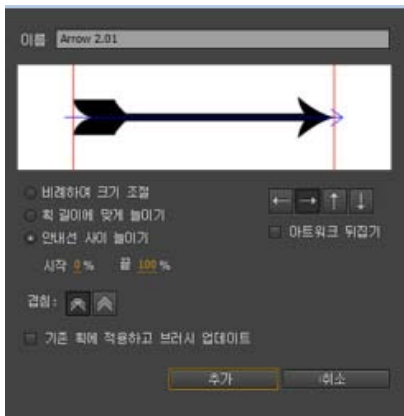 이름 Arrow 2.01
비례하여 크기 조절
획 길이에 맞게 늘이기
안내선 사이 늘이기
아트워크 뒤집기
시작 0 % 끝 100 %
겹침:
기존 획에 적용하고 브러시 업데이트
추가 취소